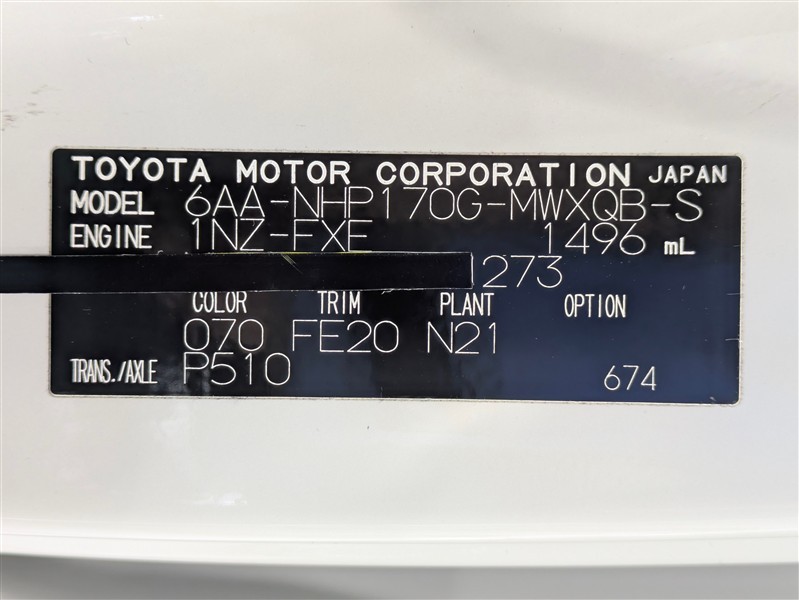 TOYOTA MOTOR CORPORATION JAPAN
MODEL 6AA-NHP170G-MWXQB-S
ENGINE 1NZ-FXE 1496 mL
1273
COLOR TRIM PLANT OPTION
070 FE20 N21
TRANS./AXLE P510 674